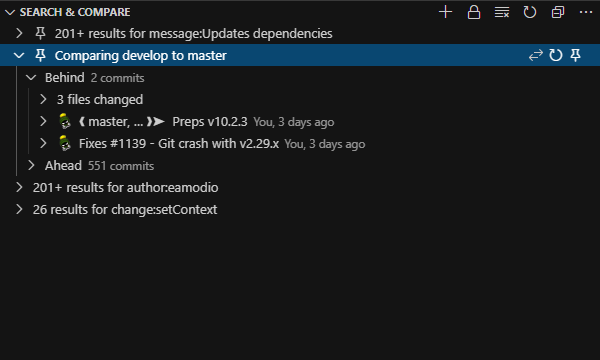 SEARCH & COMPARE
201+ results for message:Updates dependencies
Comparing develop to master
Behind 2 commits
3 files changed
❰ master, ... ❱➤ Preps v10.2.3 You, 3 days ago
Fixes #1139 - Git crash with v2.29.x You, 3 days ago
Ahead 551 commits
201+ results for author:eamodio
26 results for change:setContext